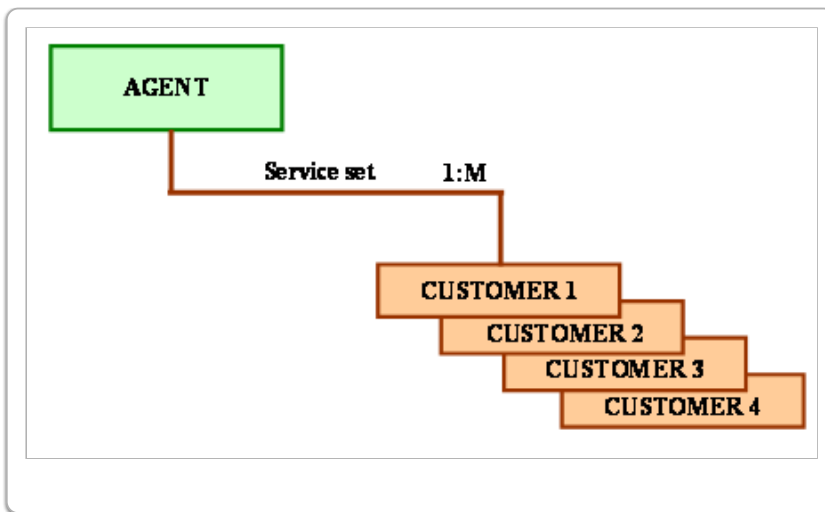 AGENT
Service set 1:M
CUSTOMER 1
CUSTOMER 2
CUSTOMER 3
CUSTOMER 4